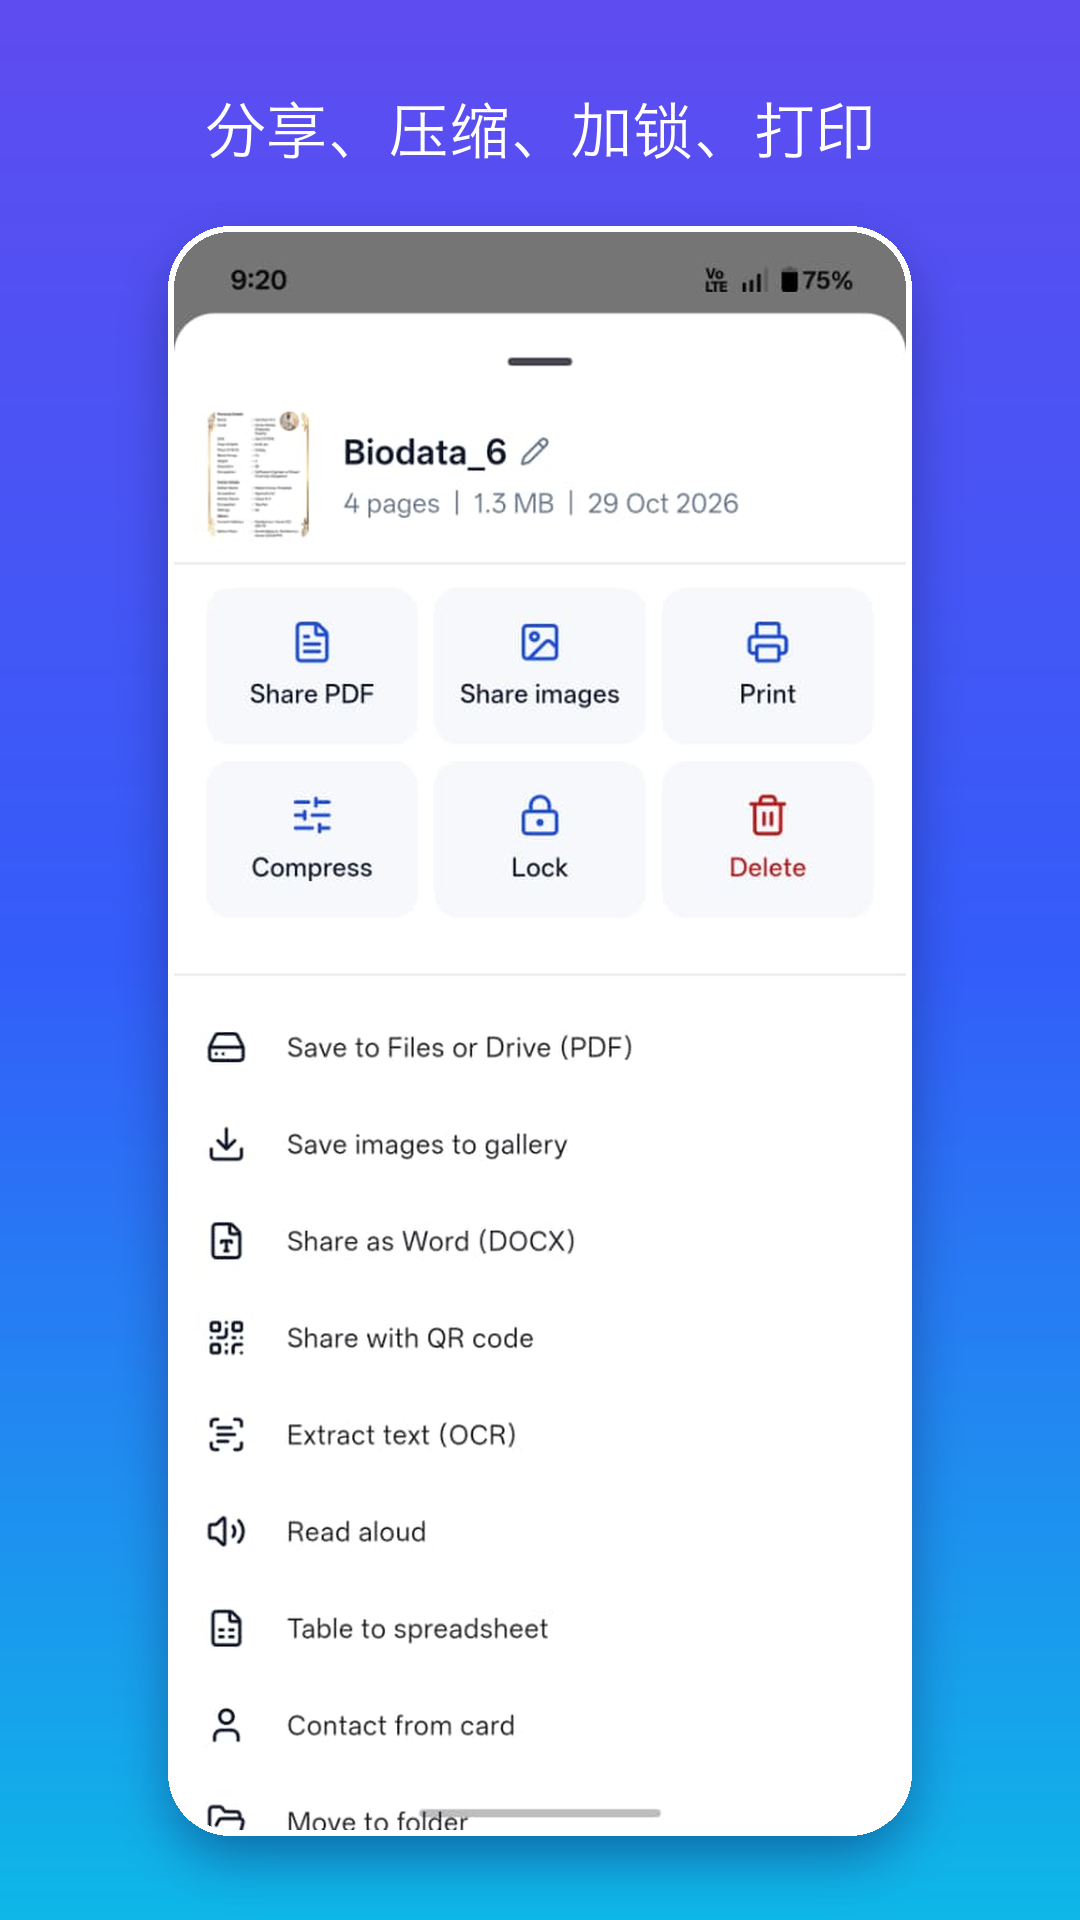 分享、压缩、加锁、打印
9:20
Vo LTE 75%
Biodata_6
4 pages | 1.3 MB | 29 Oct 2026
Share PDF
Share images
Print
Compress
Lock
Delete
Save to Files or Drive (PDF)
Save images to gallery
Share as Word (DOCX)
Share with QR code
Extract text (OCR)
Read aloud
Table to spreadsheet
Contact from card
Move to folder